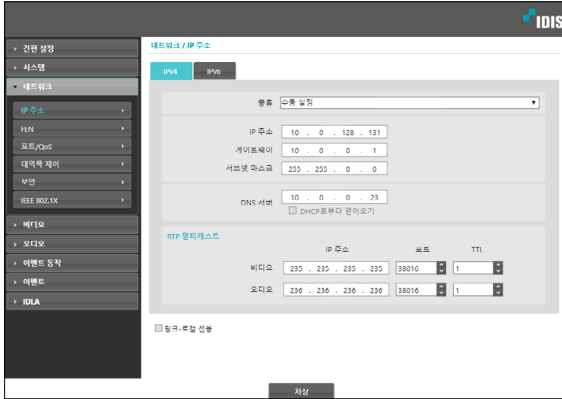 IDIS
네트워크 / IP 주소
간편 설정
시스템
네트워크
IP 주소
FEN
포트/QoS
대역폭 제어
보안
IEEE 802.1X
비디오
오디오
이벤트 동작
이벤트
IDLA
IPV4 IPV6
종류 수동 설정
IP 주소 10 . 0 . 128 . 131
게이트웨이 10 . 0 . 0 . 1
서브넷 마스크 255 . 255 . 0 . 0
DNS 서버 10 . 0 . 0 . 23
DHCP로부터 얻어오기
RTP 멀티캐스트
IP 주소 포트 TTL
비디오 235 . 235 . 235 . 235 38016 1
오디오 236 . 236 . 236 . 236 38016 1
링크-로컬 전용
저장